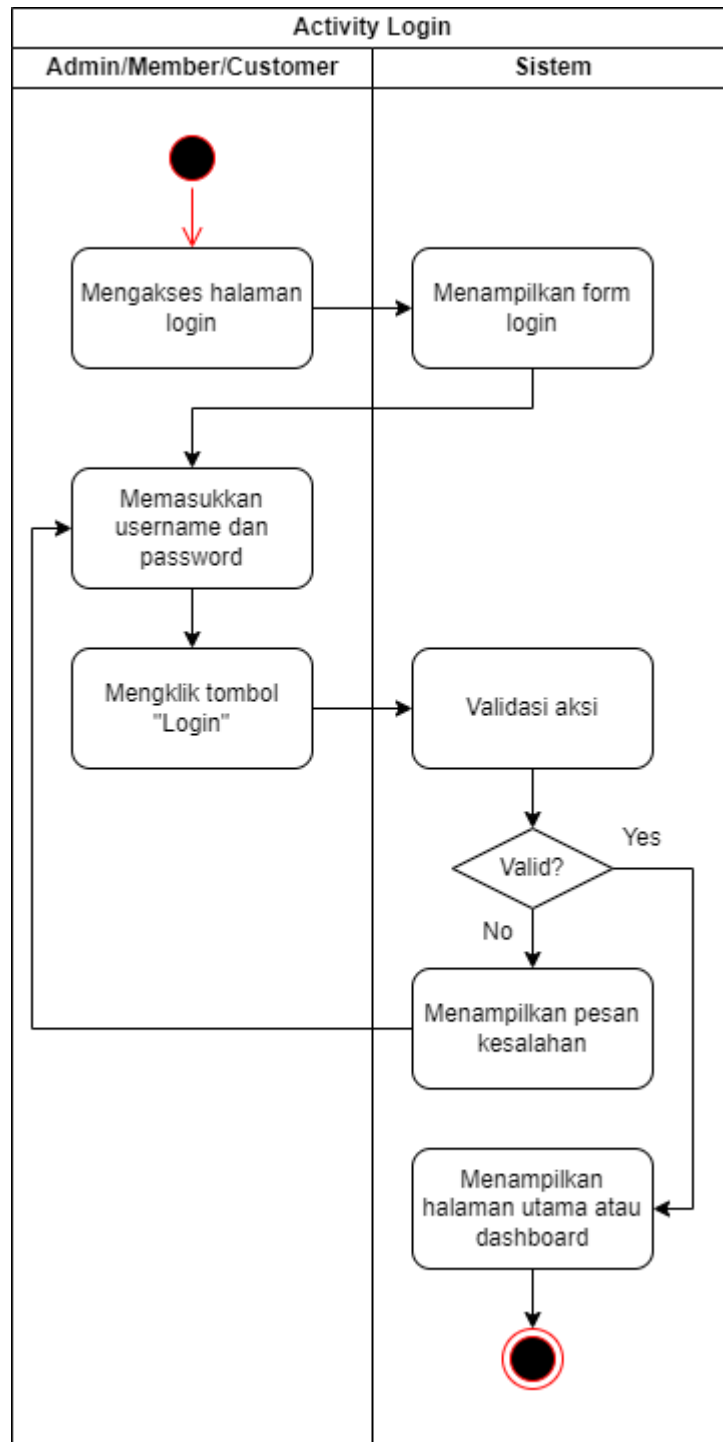 Activity Login
Admin/Member/Customer
Sistem
Mengakses halaman
login
Menampilkan form
login
Memasukkan
username dan
password
Mengklik tombol
"Login"
Validasi aksi
Valid?
Yes
No
Menampilkan pesan
kesalahan
Menampilkan
halaman utama atau
dashboard